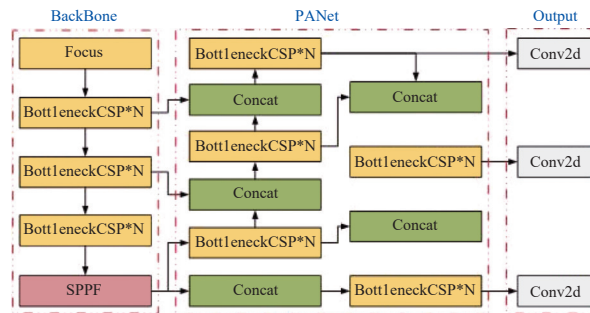 BackBone
PANet
Output
Focus
Bott1eneckCSP*N
Conv2d
Bott1eneckCSP*N
Concat
Concat
Bott1eneckCSP*N
Bott1eneckCSP*N
Bott1eneckCSP*N
Conv2d
Concat
Bott1eneckCSP*N
Bott1eneckCSP*N
Concat
SPPF
Concat
Bott1eneckCSP*N
Conv2d